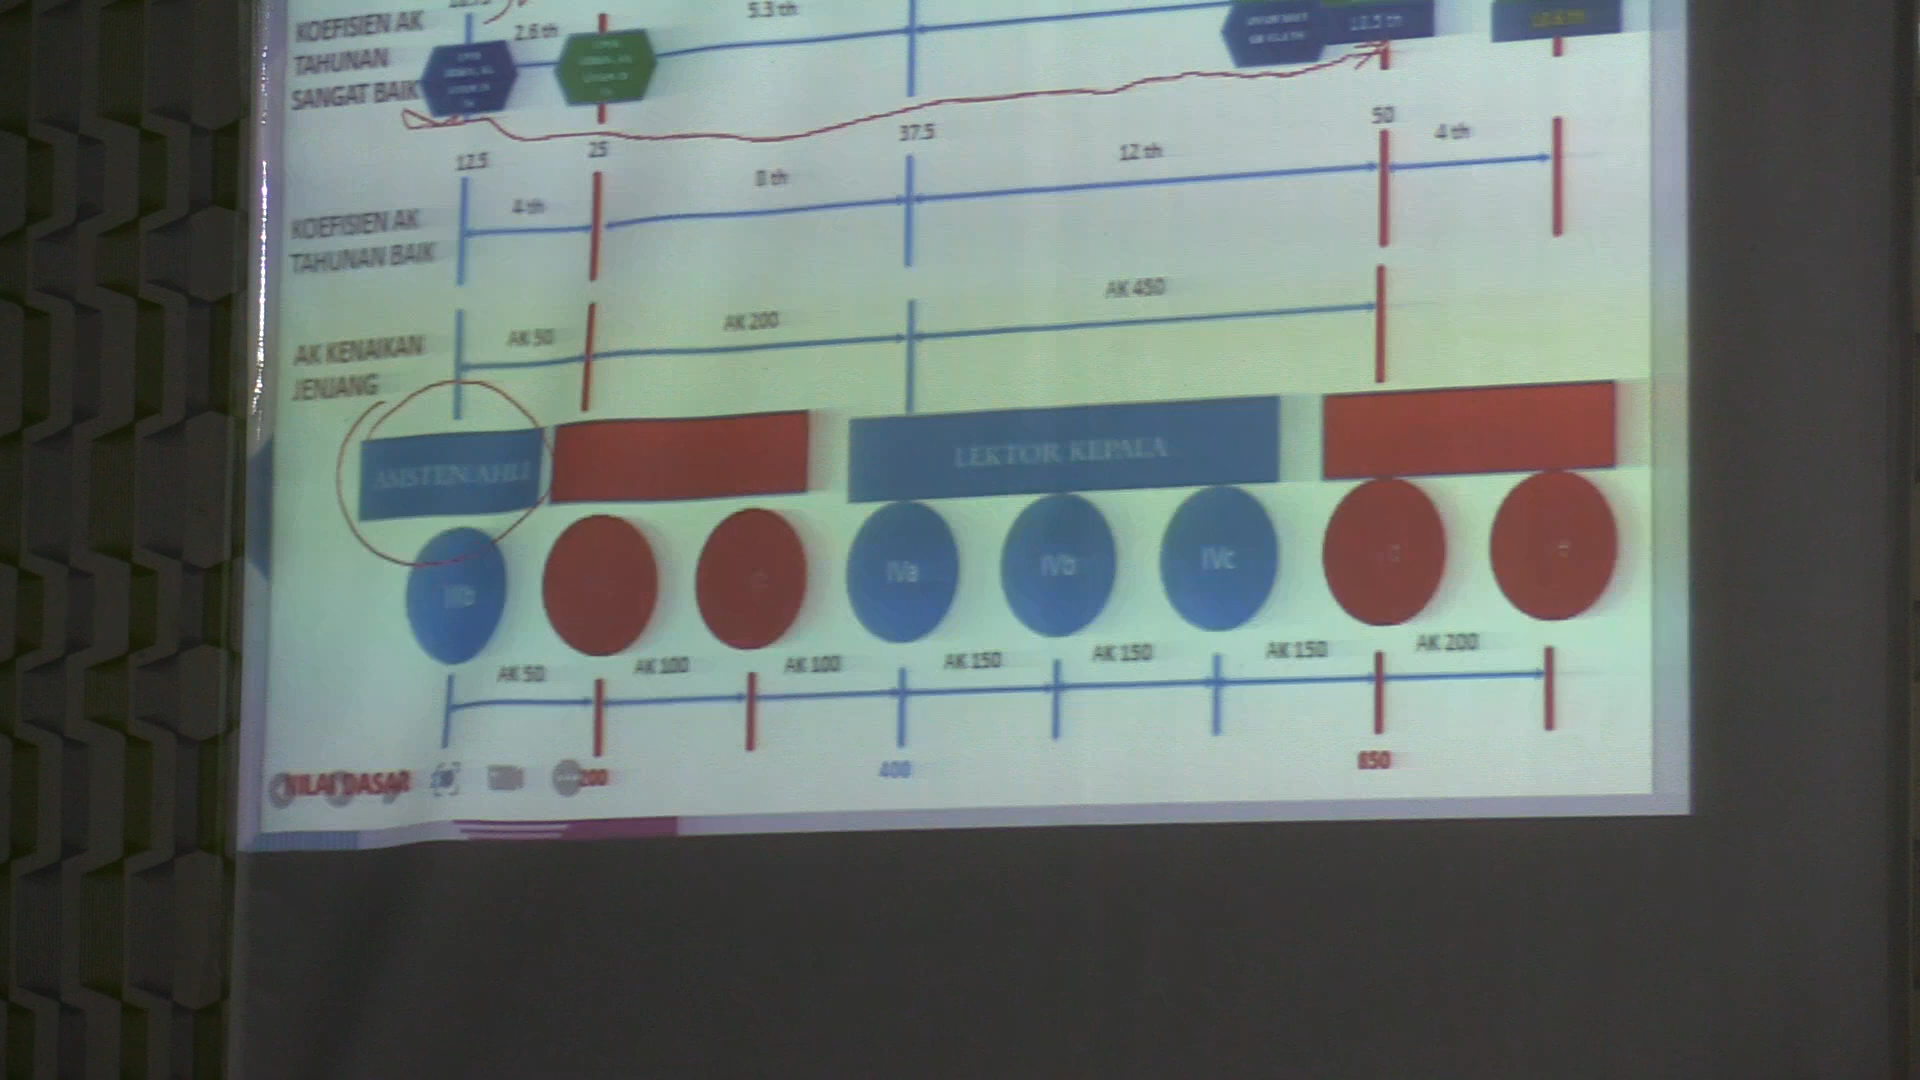 KOEFISIEN AK
TAHUNAN
SANGAT BAIK
2.6 th
5.3 th
12.5 th
12.5
25
37.5
50
KOEFISIEN AK
TAHUNAN BAIK
4 th
8 th
12 th
4 th
AK KENAIKAN
JENJANG
AK 50
AK 200
AK 450
ASISTEN AHLI
LEKTOR KEPALA
IIIb
IVa
IVb
IVc
AK 50
AK 100
AK 100
AK 150
AK 150
AK 150
AK 200
NILAI DASAR
200
400
850